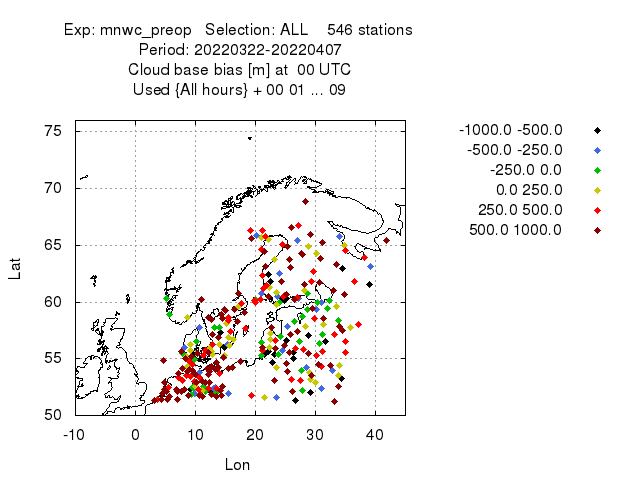 Exp: mnwc_preop Selection: ALL 546 stations
Period: 20220322-20220407
Cloud base bias [m] at 00 UTC
Used {All hours} + 00 01 ... 09
-1000.0 -500.0
-500.0 -250.0
-250.0 0.0
0.0 250.0
250.0 500.0
500.0 1000.0
75
70
65
60
55
50
Lat
-10 0 10 20 30 40
Lon